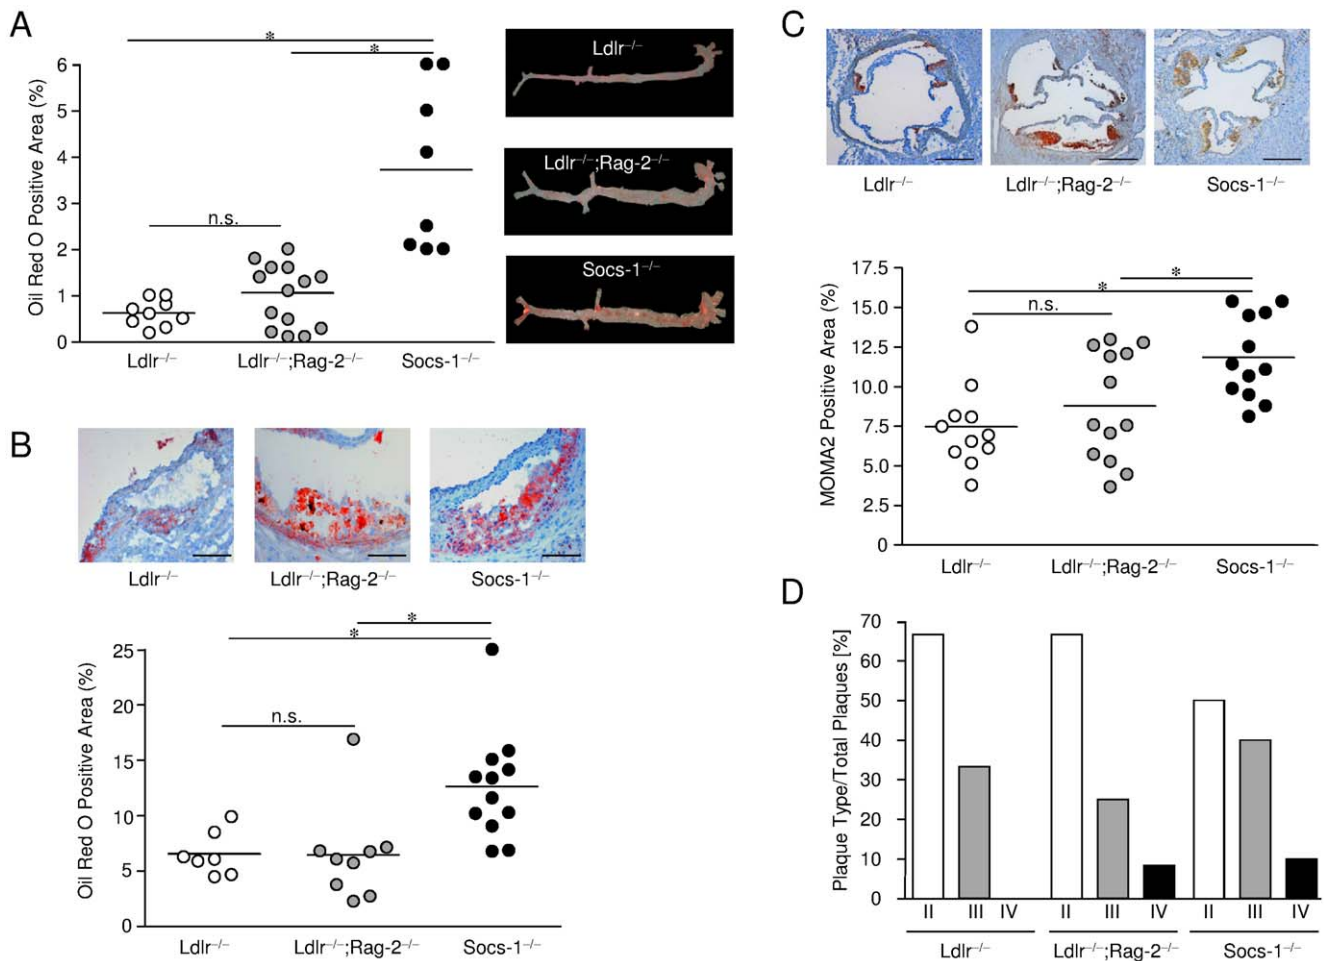 A
*
*
6
5
4
3
2
1
0
Oil Red O Positive Area (%)
n.s.
Ldlr⁻/⁻
Ldlr⁻/⁻;Rag-2⁻/⁻
Socs-1⁻/⁻
Ldlr⁻/⁻
Ldlr⁻/⁻;Rag-2⁻/⁻
Socs-1⁻/⁻
B
Ldlr⁻/⁻
Ldlr⁻/⁻;Rag-2⁻/⁻
Socs-1⁻/⁻
*
*
25
20
15
10
5
0
Oil Red O Positive Area (%)
n.s.
Ldlr⁻/⁻
Ldlr⁻/⁻;Rag-2⁻/⁻
Socs-1⁻/⁻
C
Ldlr⁻/⁻
Ldlr⁻/⁻;Rag-2⁻/⁻
Socs-1⁻/⁻
*
*
n.s.
17.5
15.0
12.5
10.0
7.5
5.0
2.5
0
MOMA2 Positive Area (%)
Ldlr⁻/⁻
Ldlr⁻/⁻;Rag-2⁻/⁻
Socs-1⁻/⁻
D
70
60
50
40
30
20
10
0
Plaque Type/Total Plaques [%]
II III IV
II III IV
II III IV
Ldlr⁻/⁻
Ldlr⁻/⁻;Rag-2⁻/⁻
Socs-1⁻/⁻